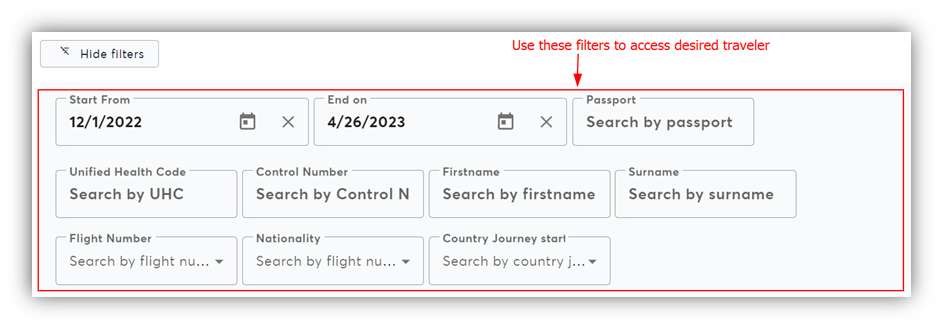 Use these filters to access desired traveler
Hide filters
Start From
End on
Passport
12/1/2022
4/26/2023
Search by passport
Unified Health Code
Control Number
Firstname
Surname
Search by UHC
Search by Control N
Search by firstname
Search by surname
Flight Number
Nationality
Country Journey start
Search by flight nu...
Search by flight nu...
Search by country j...